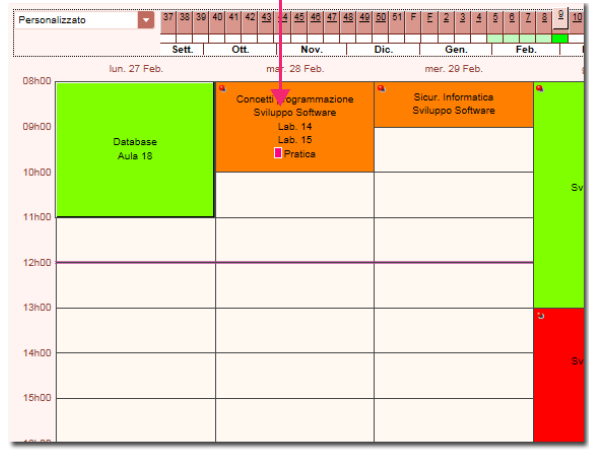 Personalizzato
37 38 39 40 41 42 43 44 45 46 47 48 49 50 51 F F 2 3 4 5 6 7 8 9 10
Sett. Ott. Nov. Dic. Gen. Feb.
lun. 27 Feb. mar. 28 Feb. mer. 29 Feb.
08h00
Concetti Programmazione
Sviluppo Software
Lab. 14
Lab. 15
Pratica
Sicur. Informatica
Sviluppo Software
09h00
Database
Aula 18
10h00
Sv
11h00
12h00
13h00
14h00
Sv
15h00